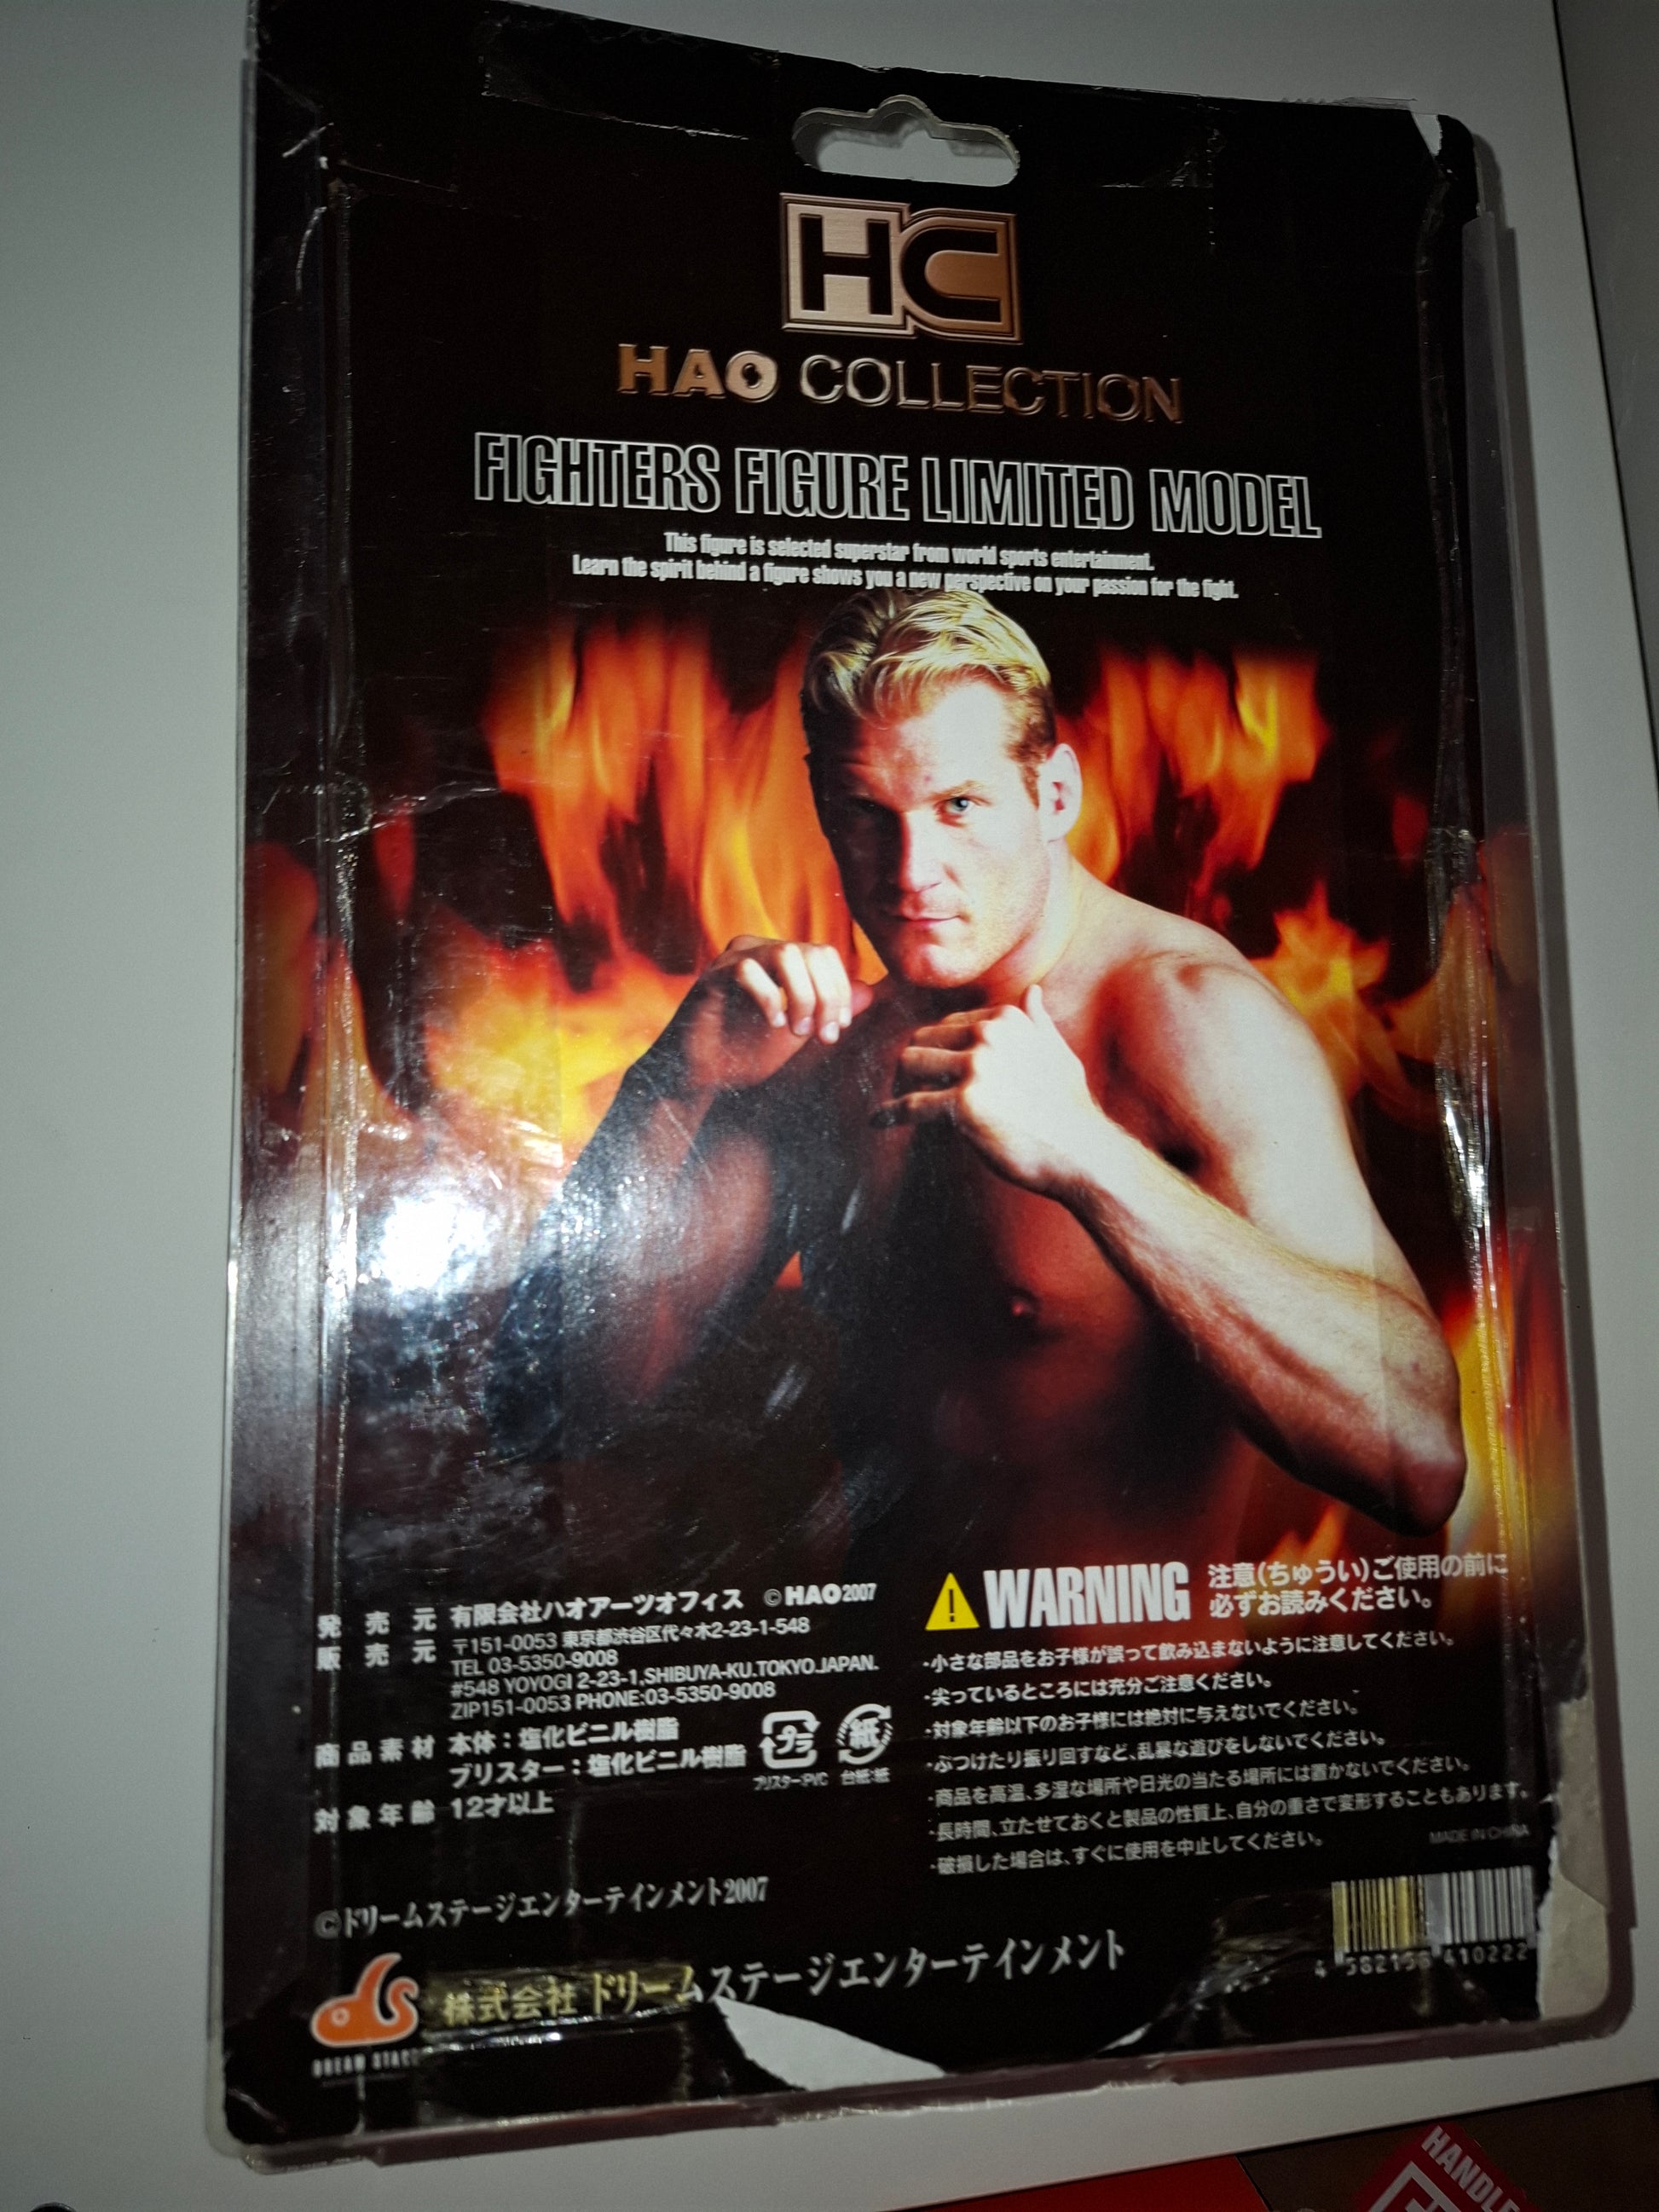 HC
HAO COLLECTION
FIGHTERS FIGURE LIMITED MODEL
This figure is selected superstar from world sports entertainment.
Learn the spirit behind a figure shows you a new perspective on your passion for the fight.
発売元 有限会社ハオアーツオフィス ©HAO2007
販売元 〒151-0053 東京都渋谷区代々木2-23-1-548
TEL 03-5350-9008
#548 YOYOGI 2-23-1,SHIBUYA-KU.TOKYO.JAPAN.
ZIP151-0053 PHONE:03-5350-9008
商品素材 本体：塩化ビニル樹脂
ブリスター：塩化ビニル樹脂
プラ 紙
ブリスター:PVC 台紙:紙
対象年齢 12才以上
WARNING 注意(ちゅうい)ご使用の前に
必ずお読みください。
・小さな部品をお子様が誤って飲み込まないように注意してください。
・尖っているところには充分ご注意ください。
・対象年齢以下のお子様には絶対に与えないでください。
・ぶつけたり振り回すなど、乱暴な遊びをしないでください。
・商品を高温、多湿な場所や日光の当たる場所には置かないでください。
・長時間、立たせておくと製品の性質上、自分の重さで変形することもあります。
・破損した場合は、すぐに使用を中止してください。
MADE IN CHINA
©ドリームステージエンターテインメント2007
株式会社 ドリームステージエンターテインメント
DREAM STAGE
4 582156 410222
HANDLE